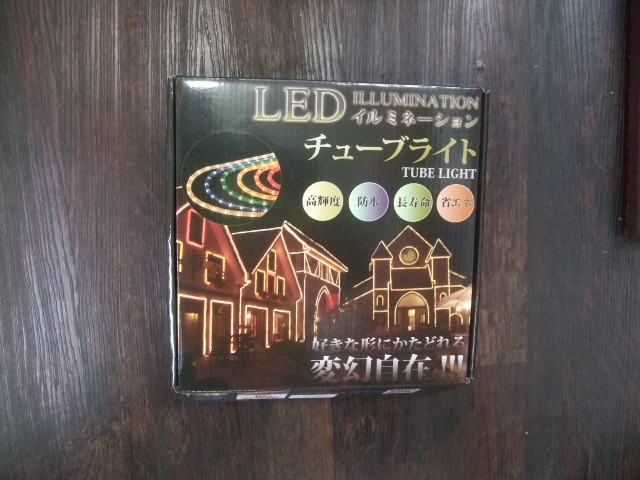 LED ILLUMINATION
イルミネーション
チューブライト
TUBE LIGHT
高輝度 防水 長寿命 省エネ
好きな形にかたどれる
変幻自在!!!